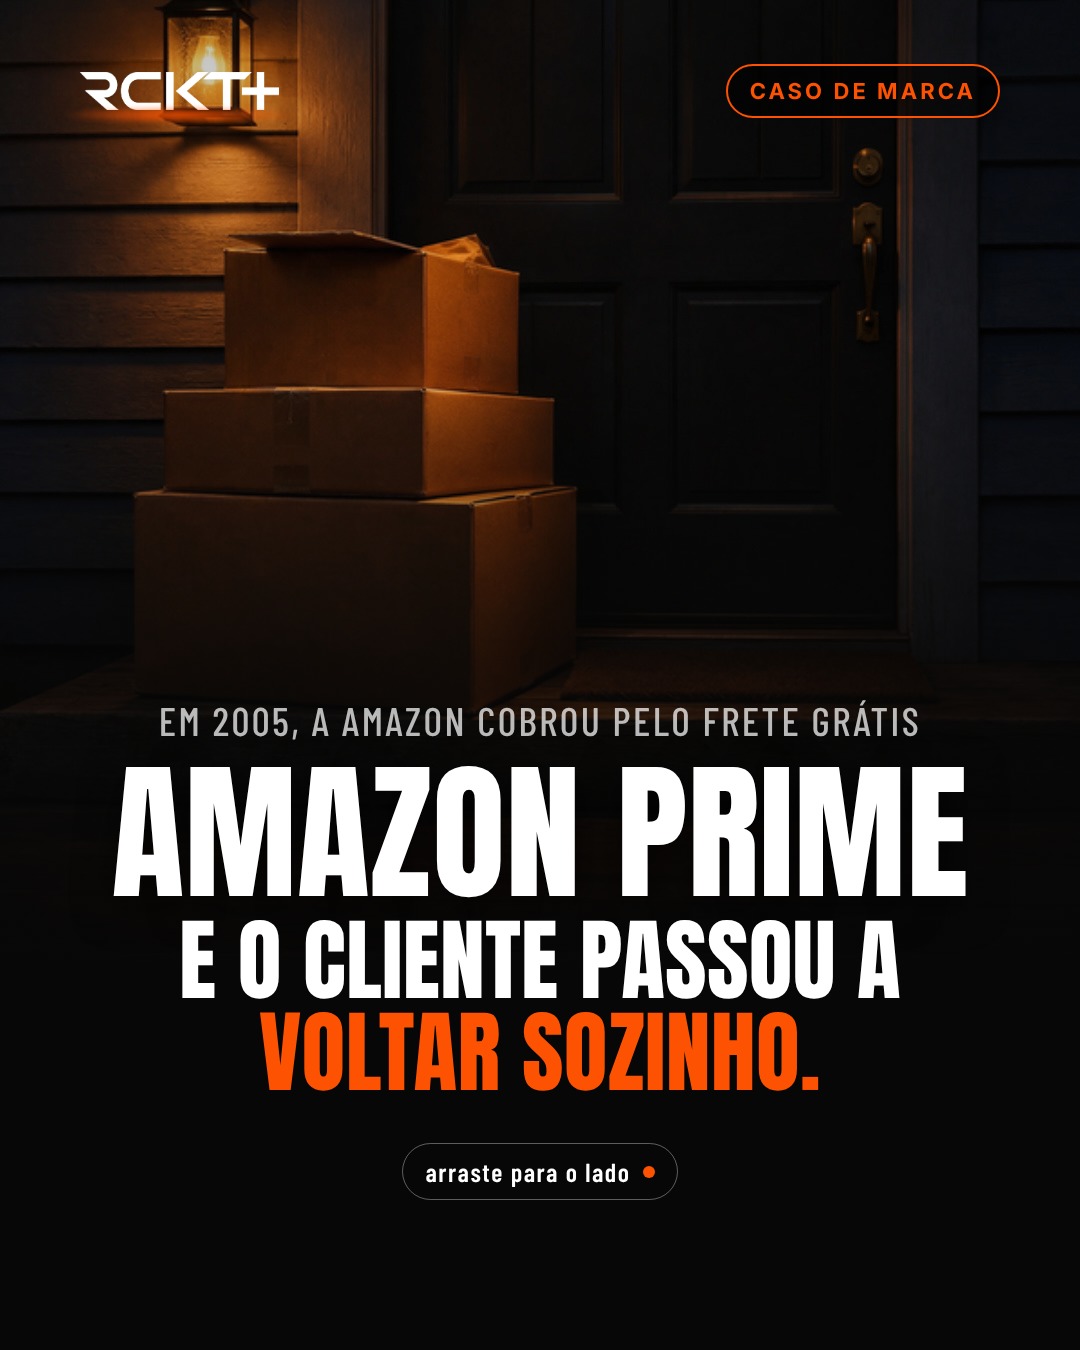 RCKT+
CASO DE MARCA
EM 2005, A AMAZON COBROU PELO FRETE GRÁTIS
AMAZON PRIME
E O CLIENTE PASSOU A
VOLTAR SOZINHO.
arraste para o lado